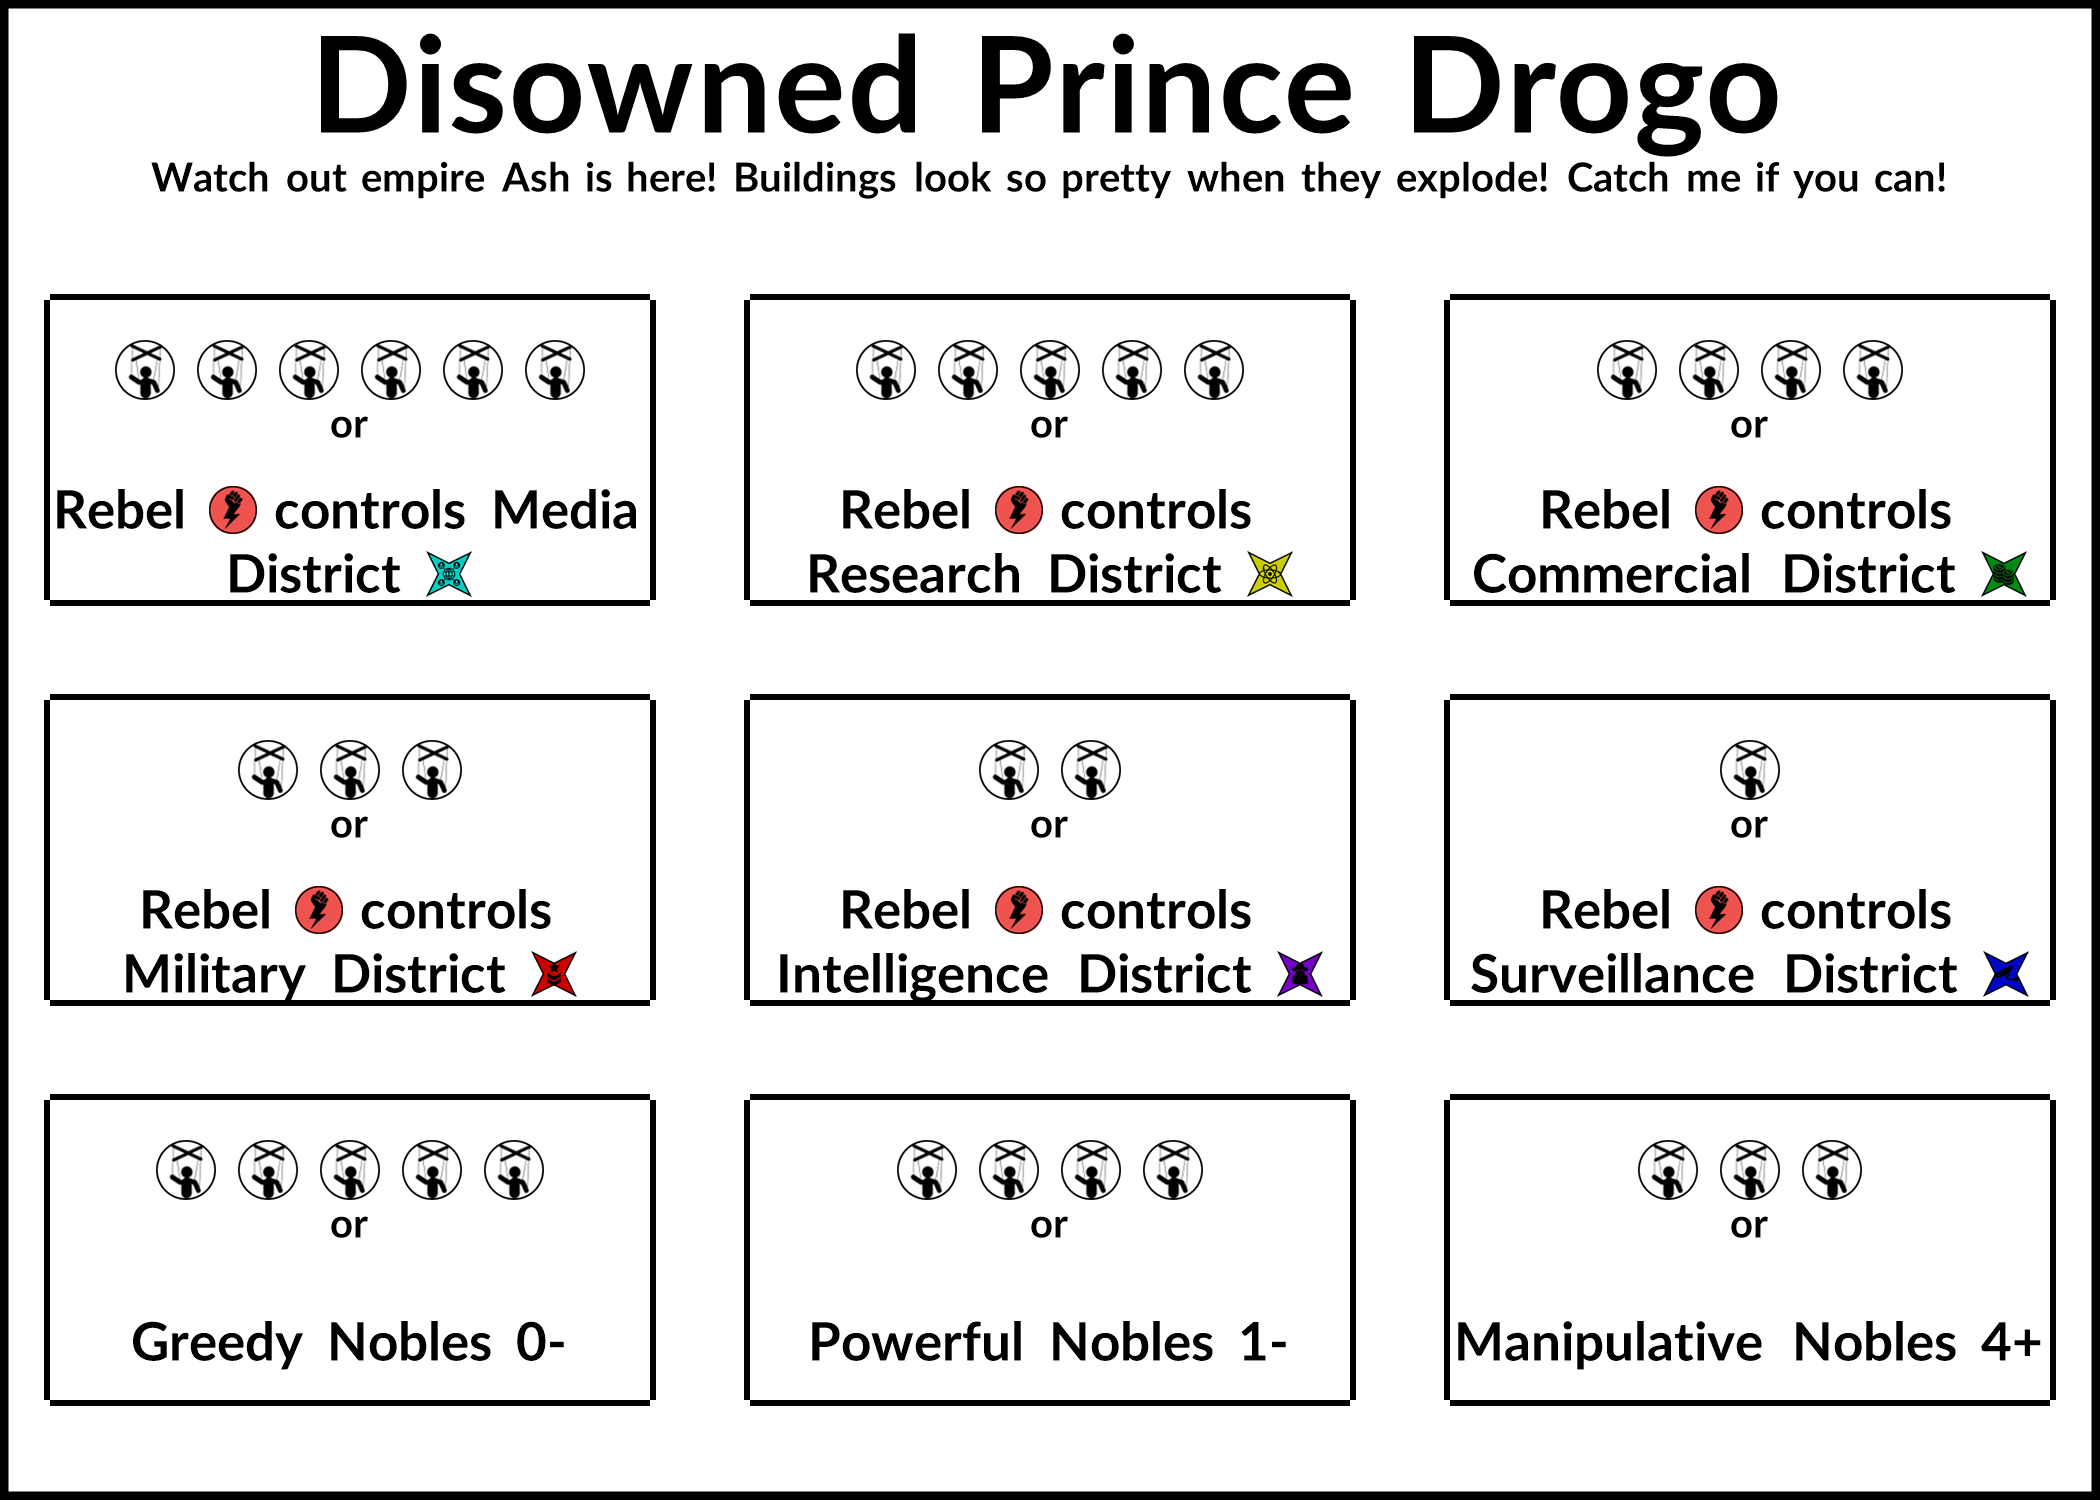 Disowned Prince Drogo
Watch out empire Ash is here! Buildings look so pretty when they explode! Catch me if you can!
or
Rebel controls Media
District
or
Rebel controls
Research District
or
Rebel controls
Commercial District
or
Rebel controls
Military District
or
Rebel controls
Intelligence District
or
Rebel controls
Surveillance District
or
Greedy Nobles 0-
or
Powerful Nobles 1-
or
Manipulative Nobles 4+